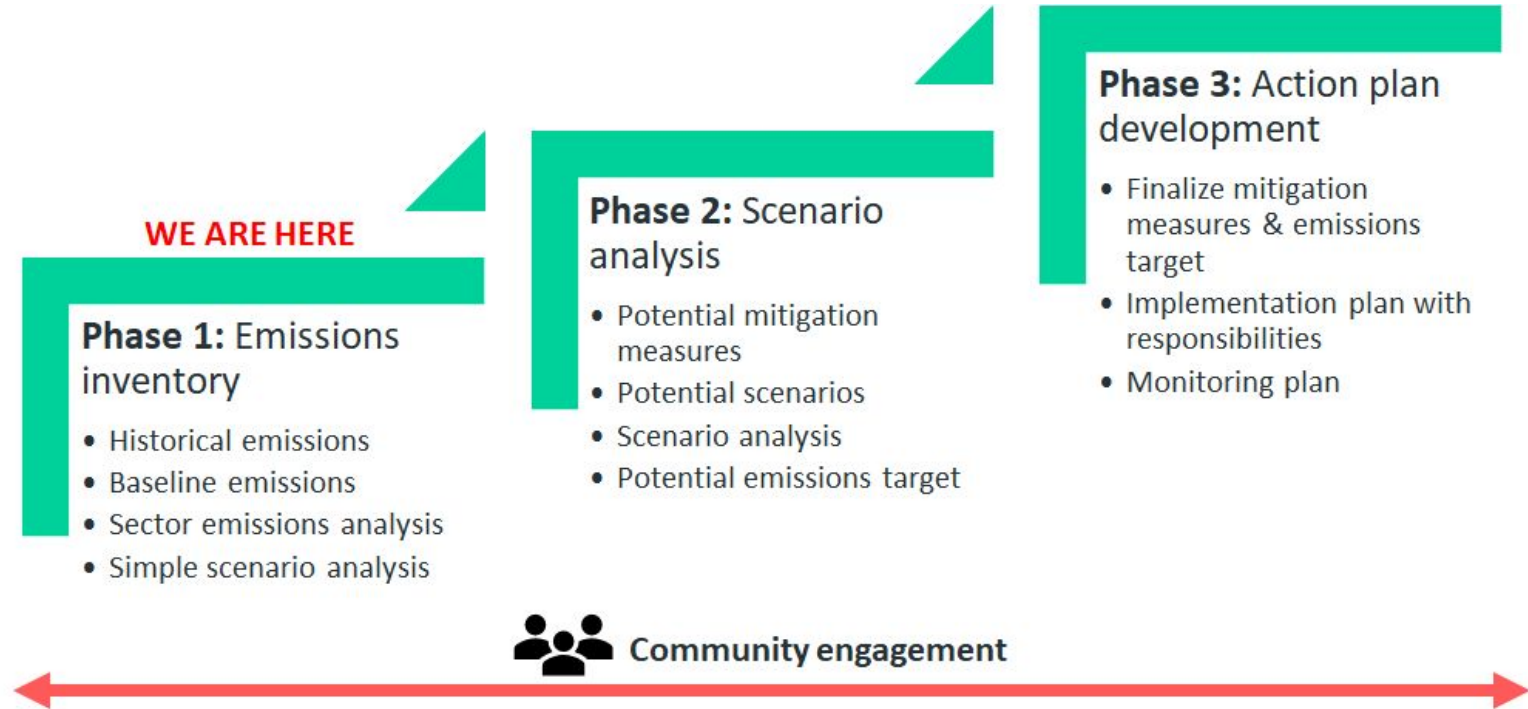 WE ARE HERE
Phase 1: Emissions
inventory
• Historical emissions
• Baseline emissions
• Sector emissions analysis
• Simple scenario analysis
Phase 2: Scenario
analysis
• Potential mitigation
measures
• Potential scenarios
• Scenario analysis
• Potential emissions target
Phase 3: Action plan
development
• Finalize mitigation
measures & emissions
target
• Implementation plan with
responsibilities
• Monitoring plan
Community engagement